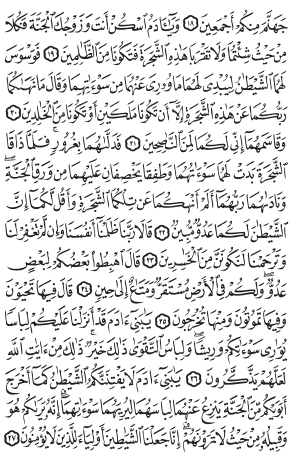 جَهَنَّمَ مِنكُمْ أَجْمَعِينَ ١٨ وَيَٰٓـَٔادَمُ ٱسْكُنْ أَنتَ وَزَوْجُكَ ٱلْجَنَّةَ فَكُلَا
مِنْ حَيْثُ شِئْتُمَا وَلَا تَقْرَبَا هَٰذِهِ ٱلشَّجَرَةَ فَتَكُونَا مِنَ ٱلظَّٰلِمِينَ ١٩ فَوَسْوَسَ
لَهُمَا ٱلشَّيْطَٰنُ لِيُبْدِىَ لَهُمَا مَا وُۥرِىَ عَنْهُمَا مِن سَوْءَٰتِهِمَا وَقَالَ مَا نَهَىٰكُمَا
رَبُّكُمَا عَنْ هَٰذِهِ ٱلشَّجَرَةِ إِلَّآ أَن تَكُونَا مَلَكَيْنِ أَوْ تَكُونَا مِنَ ٱلْخَٰلِدِينَ ٢٠
وَقَاسَمَهُمَآ إِنِّى لَكُمَا لَمِنَ ٱلنَّٰصِحِينَ ٢١ فَدَلَّىٰهُمَا بِغُرُورٍ ۚ فَلَمَّا ذَاقَا
ٱلشَّجَرَةَ بَدَتْ لَهُمَا سَوْءَٰتُهُمَا وَطَفِقَا يَخْصِفَانِ عَلَيْهِمَا مِن وَرَقِ ٱلْجَنَّةِ ۖ
وَنَادَىٰهُمَا رَبُّهُمَآ أَلَمْ أَنْهَكُمَا عَن تِلْكُمَا ٱلشَّجَرَةِ وَأَقُل لَّكُمَآ إِنَّ
ٱلشَّيْطَٰنَ لَكُمَا عَدُوٌّ مُّبِينٌ ٢٢ قَالَا رَبَّنَا ظَلَمْنَآ أَنفُسَنَا وَإِن لَّمْ تَغْفِرْ لَنَا
وَتَرْحَمْنَا لَنَكُونَنَّ مِنَ ٱلْخَٰسِرِينَ ٢٣ قَالَ ٱهْبِطُوا۟ بَعْضُكُمْ لِبَعْضٍ
عَدُوٌّ ۖ وَلَكُمْ فِى ٱلْأَرْضِ مُسْتَقَرٌّ وَمَتَٰعٌ إِلَىٰ حِينٍ ٢٤ قَالَ فِيهَا تَحْيَوْنَ
وَفِيهَا تَمُوتُونَ وَمِنْهَا تُخْرَجُونَ ٢٥ يَٰبَنِىٓ ءَادَمَ قَدْ أَنزَلْنَا عَلَيْكُمْ لِبَاسًا
يُوَٰرِى سَوْءَٰتِكُمْ وَرِيشًا ۖ وَلِبَاسُ ٱلتَّقْوَىٰ ذَٰلِكَ خَيْرٌ ۚ ذَٰلِكَ مِنْ ءَايَٰتِ ٱللَّهِ
لَعَلَّهُمْ يَذَّكَّرُونَ ٢٦ يَٰبَنِىٓ ءَادَمَ لَا يَفْتِنَنَّكُمُ ٱلشَّيْطَٰنُ كَمَآ أَخْرَجَ
أَبَوَيْكُم مِّنَ ٱلْجَنَّةِ يَنزِعُ عَنْهُمَا لِبَاسَهُمَا لِيُرِيَهُمَا سَوْءَٰتِهِمَآ ۗ إِنَّهُۥ يَرَىٰكُمْ هُوَ
وَقَبِيلُهُۥ مِنْ حَيْثُ لَا تَرَوْنَهُمْ ۗ إِنَّا جَعَلْنَا ٱلشَّيَٰطِينَ أَوْلِيَآءَ لِلَّذِينَ لَا يُؤْمِنُونَ ٢٧